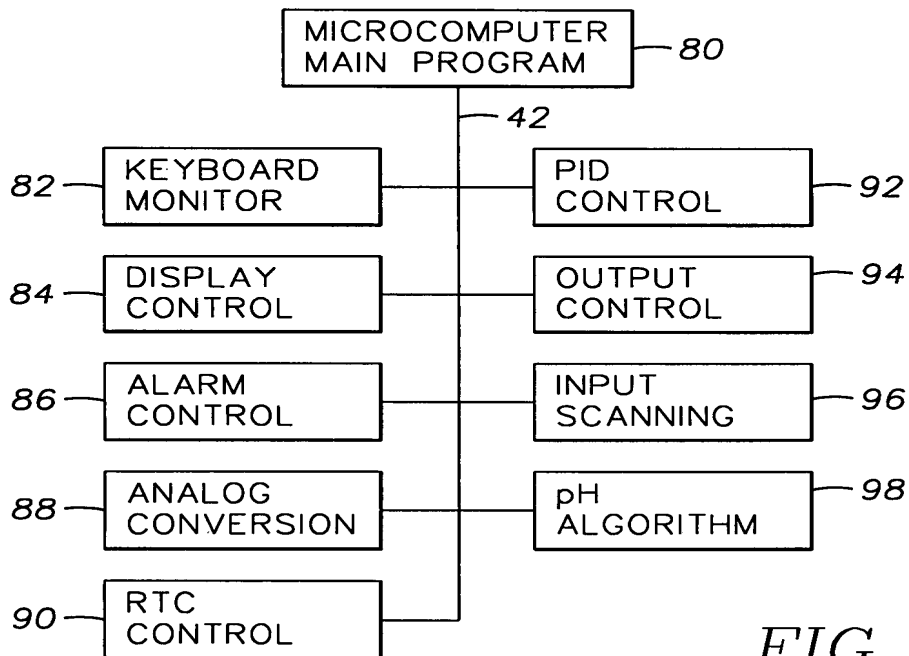 MICROCOMPUTER
MAIN PROGRAM
80
42
82
KEYBOARD
MONITOR
PID
CONTROL
92
84
DISPLAY
CONTROL
OUTPUT
CONTROL
94
86
ALARM
CONTROL
INPUT
SCANNING
96
88
ANALOG
CONVERSION
pH
ALGORITHM
98
90
RTC
CONTROL
FIG